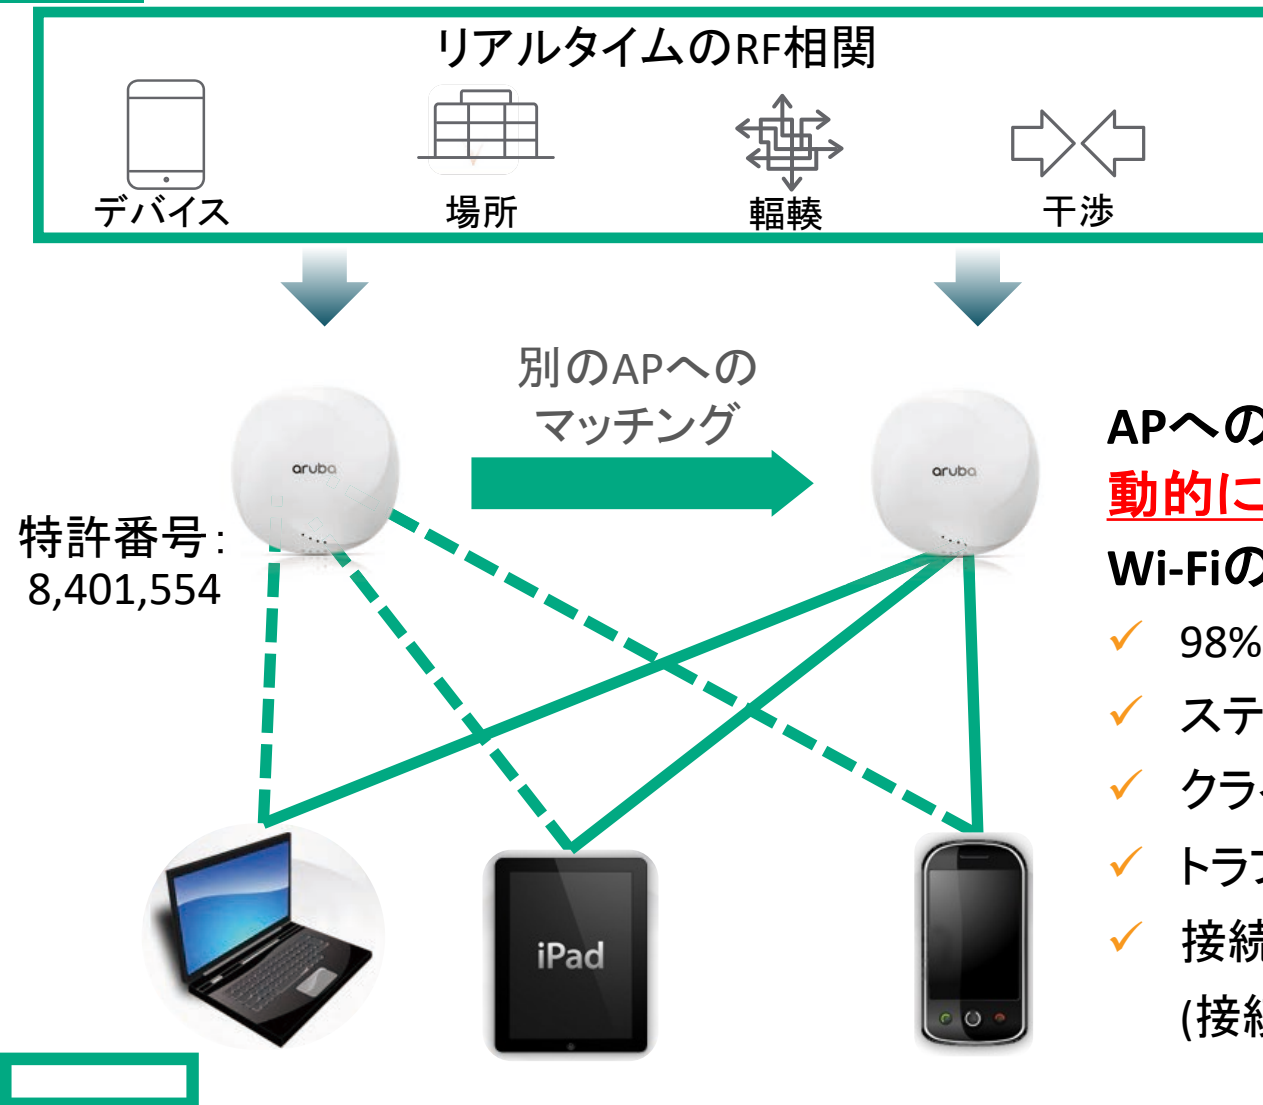 リアルタイムのRF相関
デバイス
場所
輻輳
干渉
別のAPへの
マッチング
aruba
aruba
特許番号:
8,401,554
iPad
APへの
動的に
Wi-Fiの
98%
ステ
クライ
トラフ
接続
(接続